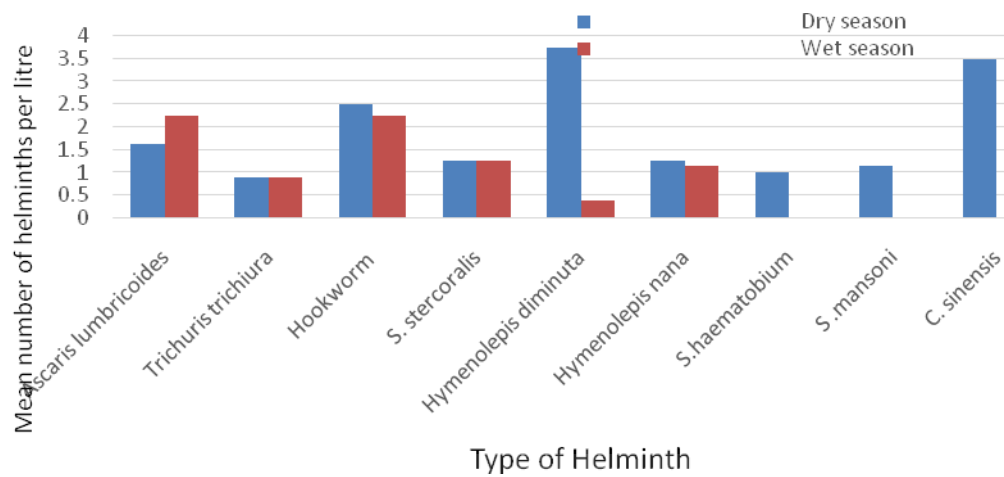 Dry season
Wet season
Mean number of helminths per litre
4
3.5
3
2.5
2
1.5
1
0.5
0
Ascaris lumbricoides
Trichuris trichiura
Hookworm
S. stercoralis
Hymenolepis diminuta
Hymenolepis nana
S.haematobium
S .mansoni
C. sinensis
Type of Helminth